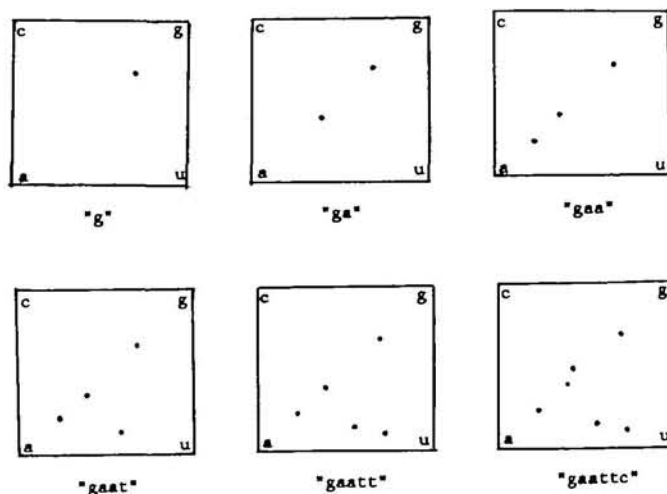 c g c g c g
a u a u a u
"g" "ga" "gaa"
c g c g c g
a u a u a u
"gaat" "gaatt" "gaattc"